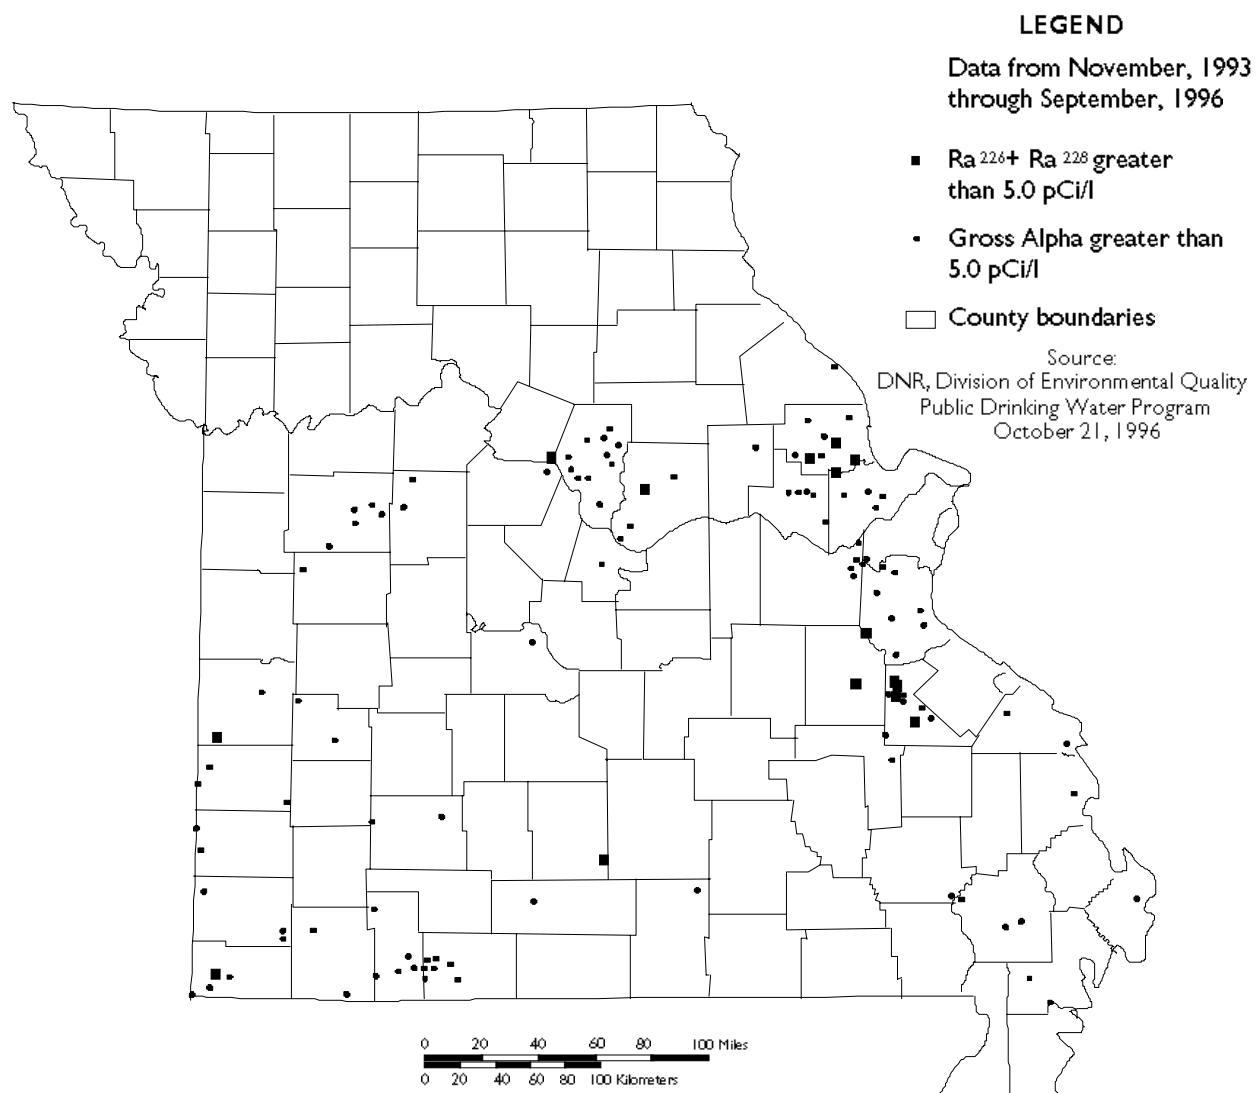 LEGEND
Data from November, 1993
through September, 1996
Ra 226+ Ra 228 greater
than 5.0 pCi/l
Gross Alpha greater than
5.0 pCi/l
County boundaries
Source:
DNR, Division of Environmental Quality
Public Drinking Water Program
October 21, 1996
0 20 40 60 80 100 Miles
0 20 40 60 80 100 Kilometers